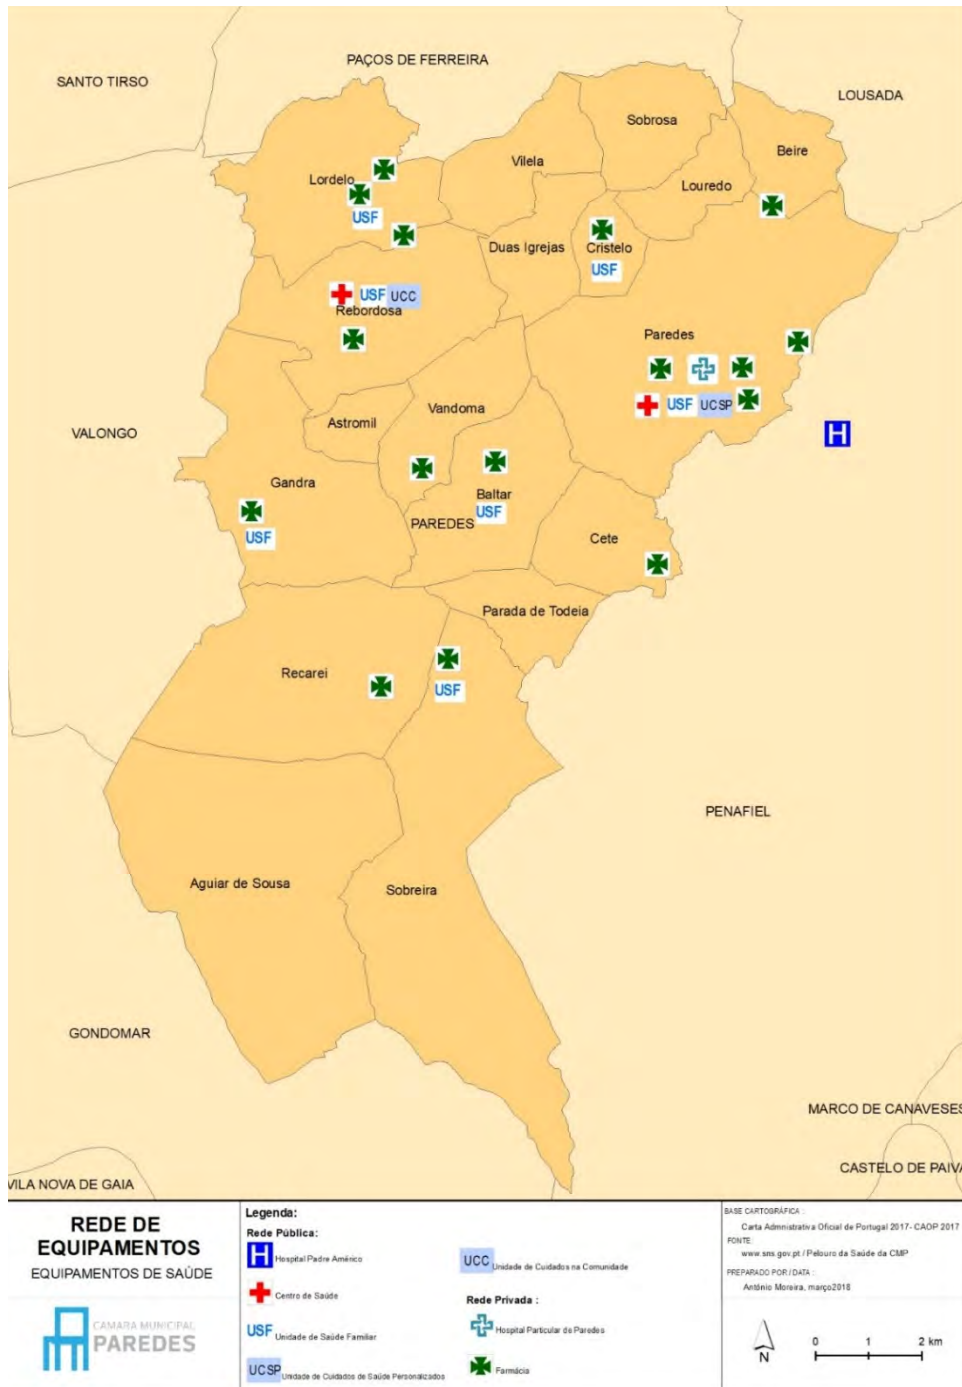 PAÇOS DE FERREIRA
SANTO TIRSO
LOUSADA
Sobrosa
Vilela
Beire
Lordelo
Louredo
USF
Duas Igrejas
Cristelo
USF
USF UCC
Rebordosa
Paredes
USF UCSP
Vandoma
Astromil
VALONGO
H
Gandra
Baltar
USF
PAREDES
USF
Cete
Parada de Todeia
Recarei
USF
PENAFIEL
Aguiar de Sousa
Sobreira
GONDOMAR
MARCO DE CANAVESES
CASTELO DE PAIVA
VILA NOVA DE GAIA
REDE DE
EQUIPAMENTOS
EQUIPAMENTOS DE SAÚDE
CAMARA MUNICIPAL
PAREDES
Legenda:
Rede Pública:
H Hospital Padre Américo
Centro de Saúde
USF Unidade de Saúde Familiar
UCSP Unidade de Cuidados de Saúde Personalizados
UCC Unidade de Cuidados na Comunidade
Rede Privada :
Hospital Particular de Paredes
Farmácia
BASE CARTOGRÁFICA :
Carta Admnistrativa Oficial de Portugal 2017- CAOP 2017
FONTE:
www.sns.gov.pt / Pelouro da Saúde da CMP
PREPARADO POR / DATA :
António Moreira, março2018
N
0 1 2 km